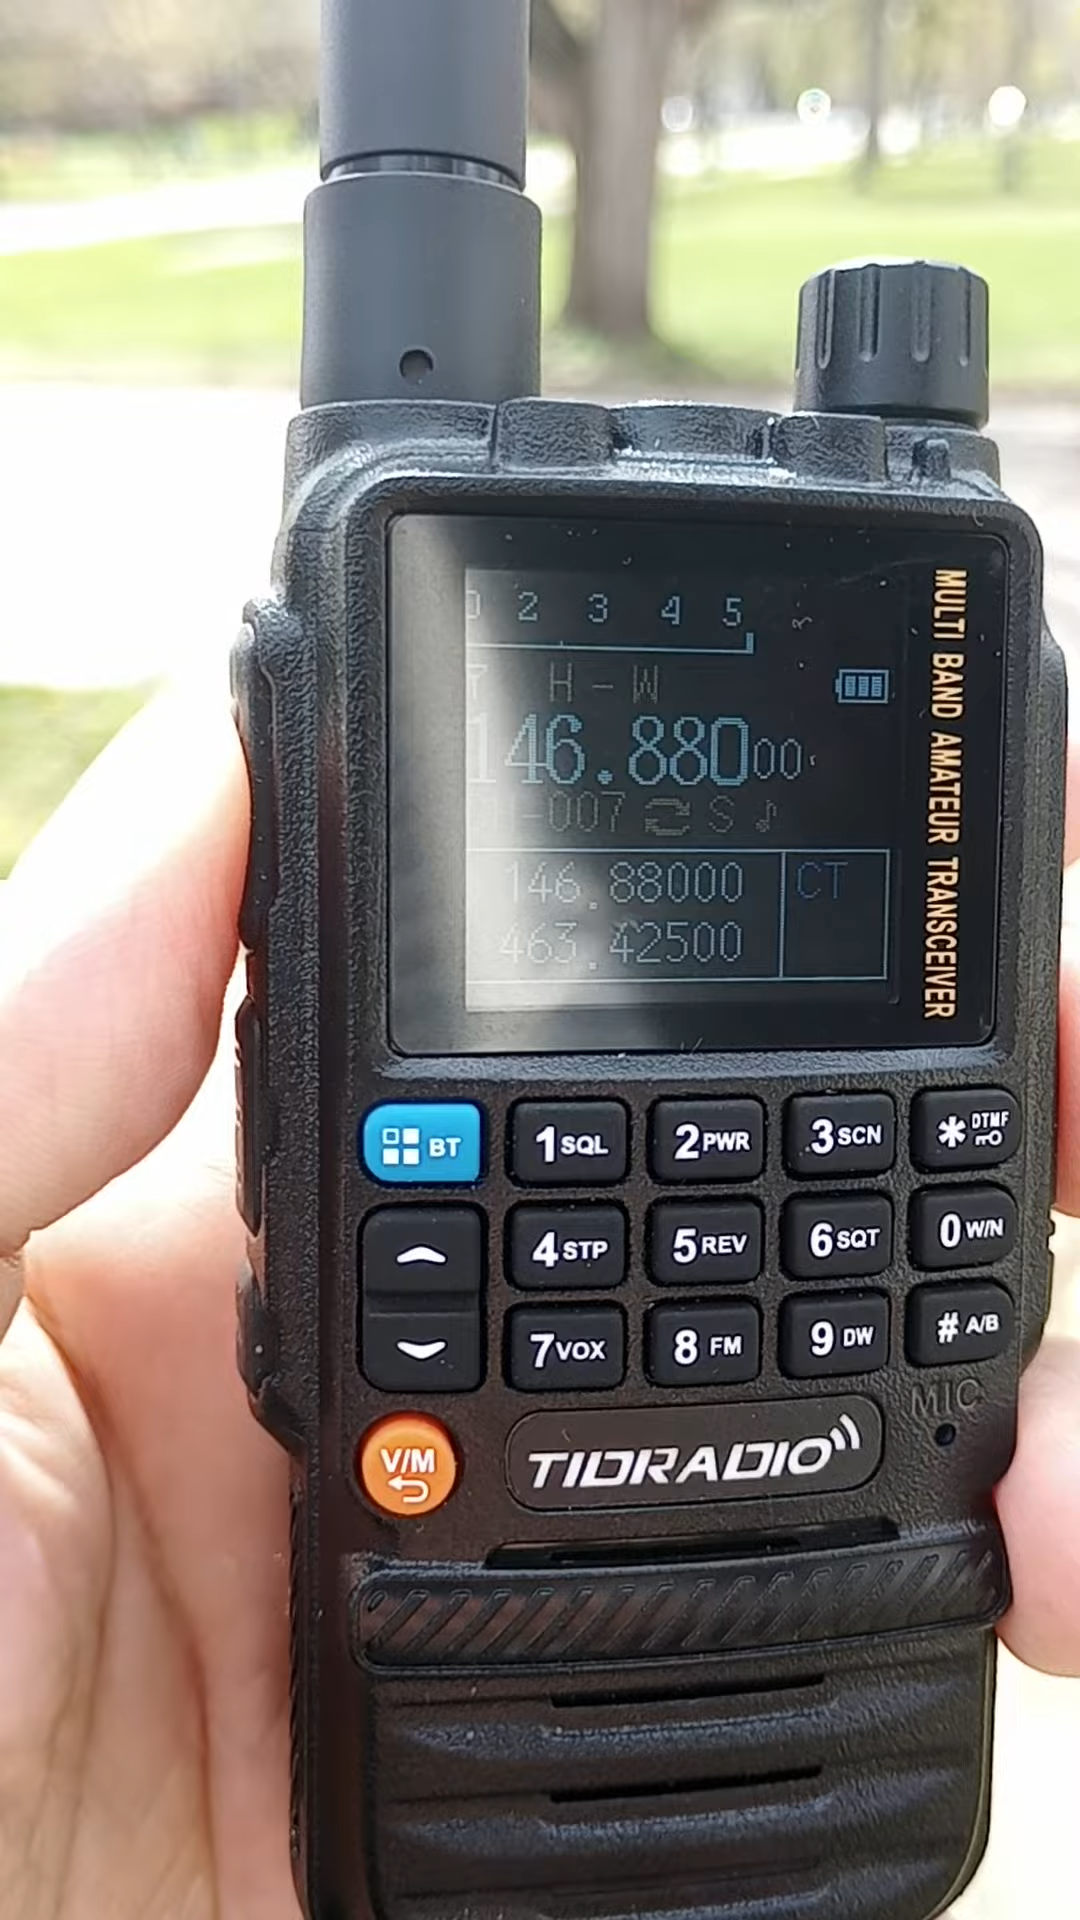 0 2 3 4 5
H - W
146.88000
-007 S
146.88000 CT
463.42500
MULTI BAND AMATEUR TRANSCEIVER
BT 1 SQL 2 PWR 3 SCN * DTMF
4 STP 5 REV 6 SQT 0 W/N
7 VOX 8 FM 9 DW # A/B
MIC
V/M TIDRADIO